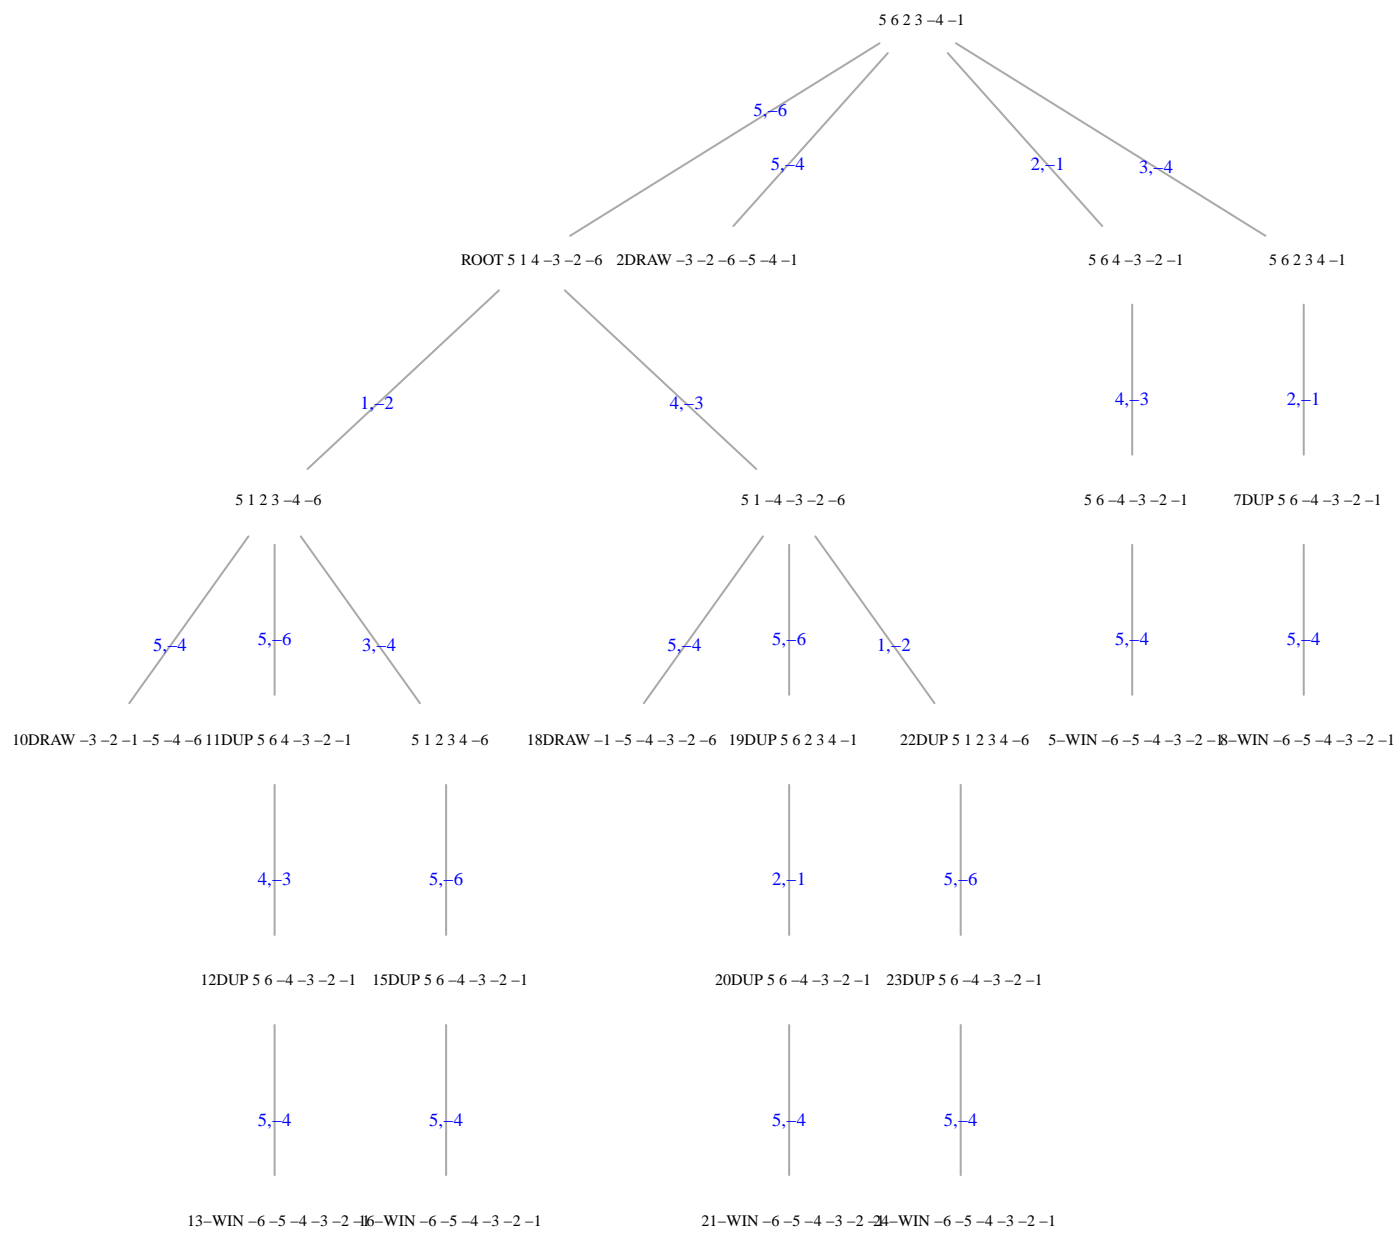 5 6 2 3 –4 –1
5,–6
5,–4
2,–1
3,–4
ROOT 5 1 4 –3 –2 –6
2DRAW –3 –2 –6 –5 –4 –1
5 6 4 –3 –2 –1
5 6 2 3 4 –1
1,–2
4,–3
4,–3
2,–1
5 1 2 3 –4 –6
5 1 –4 –3 –2 –6
5 6 –4 –3 –2 –1
7DUP 5 6 –4 –3 –2 –1
5,–4
5,–6
3,–4
5,–4
5,–6
1,–2
5,–4
5,–4
10DRAW –3 –2 –1 –5 –4 –6
11DUP 5 6 4 –3 –2 –1
5 1 2 3 4 –6
18DRAW –1 –5 –4 –3 –2 –6
19DUP 5 6 2 3 4 –1
22DUP 5 1 2 3 4 –6
5–WIN –6 –5 –4 –3 –2 –1
8–WIN –6 –5 –4 –3 –2 –1
4,–3
5,–6
2,–1
5,–6
12DUP 5 6 –4 –3 –2 –1
15DUP 5 6 –4 –3 –2 –1
20DUP 5 6 –4 –3 –2 –1
23DUP 5 6 –4 –3 –2 –1
5,–4
5,–4
5,–4
5,–4
13–WIN –6 –5 –4 –3 –2 –1
16–WIN –6 –5 –4 –3 –2 –1
21–WIN –6 –5 –4 –3 –2 –1
24–WIN –6 –5 –4 –3 –2 –1